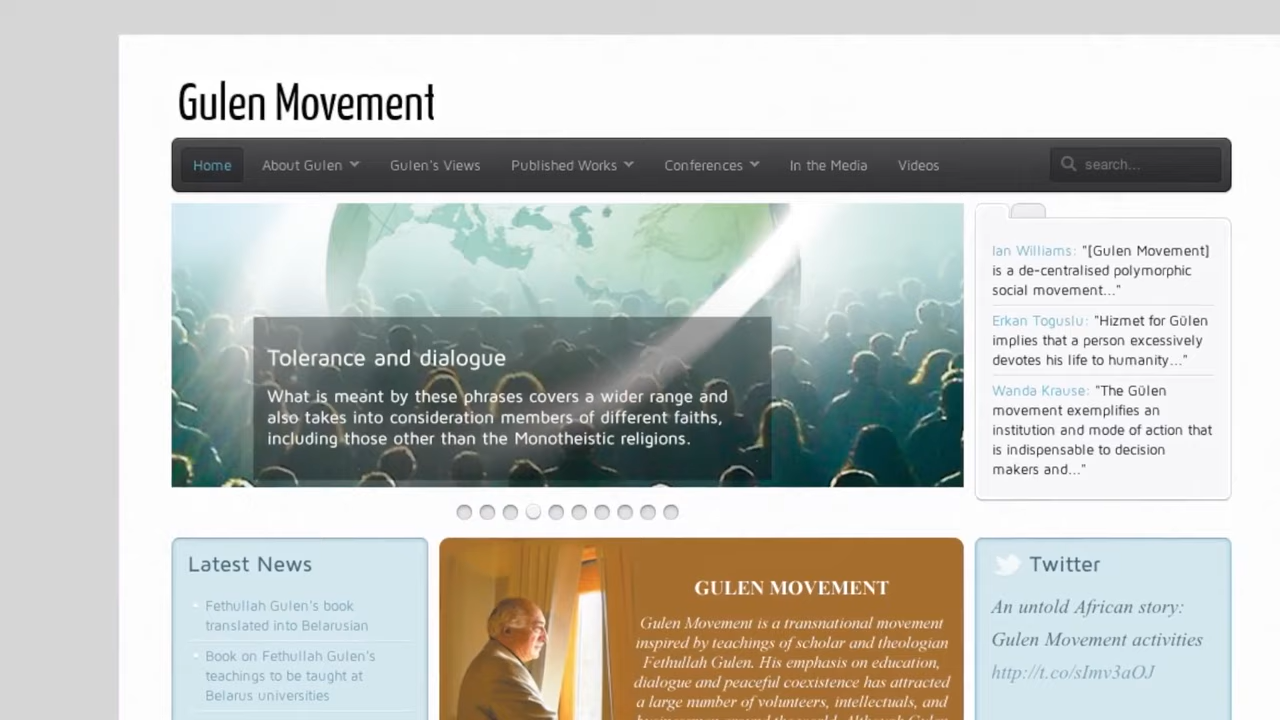 Gulen Movement
Home About Gulen Gulen's Views Published Works Conferences In the Media Videos search...
Tolerance and dialogue
What is meant by these phrases covers a wider range and
also takes into consideration members of different faiths,
including those other than the Monotheistic religions.
Ian Williams: "[Gulen Movement]
is a de-centralised polymorphic
social movement..."
Erkan Toguslu: "Hizmet for Gülen
implies that a person excessively
devotes his life to humanity..."
Wanda Krause: "The Gülen
movement exemplifies an
institution and mode of action that
is indispensable to decision
makers and..."
Latest News
Fethullah Gulen's book
translated into Belarusian
Book on Fethullah Gulen's
teachings to be taught at
Belarus universities
GULEN MOVEMENT
Gulen Movement is a transnational movement
inspired by teachings of scholar and theologian
Fethullah Gulen. His emphasis on education,
dialogue and peaceful coexistence has attracted
a large number of volunteers, intellectuals, and
Twitter
An untold African story:
Gulen Movement activities
http://t.co/sImv3aOJ